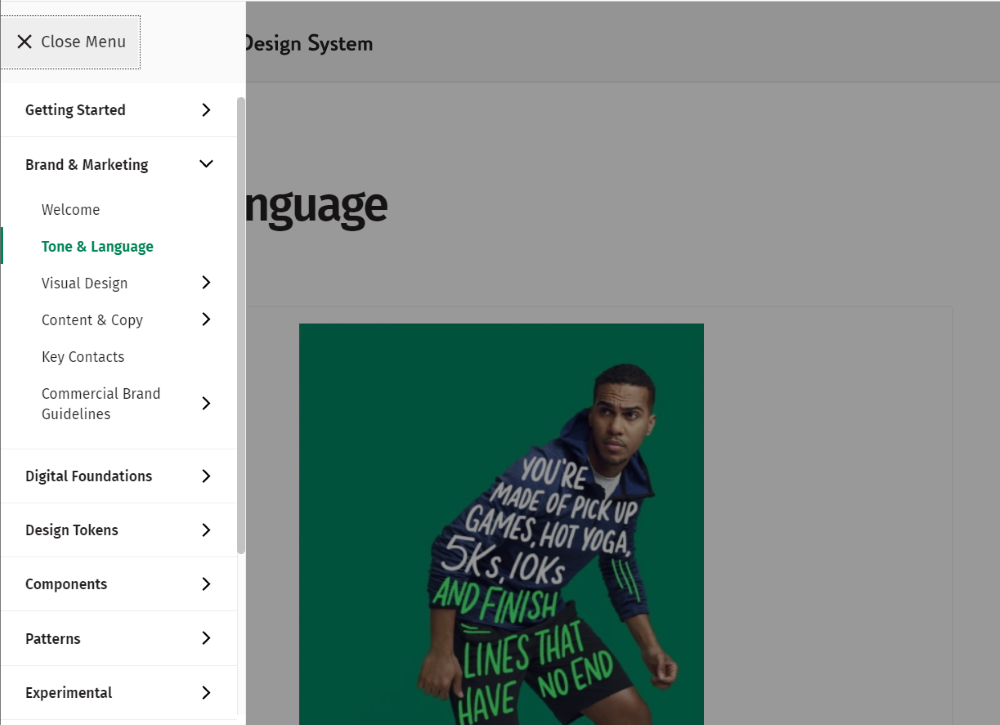 Close Menu
Design System
Getting Started
Brand & Marketing
Welcome
Tone & Language
Visual Design
Content & Copy
Key Contacts
Commercial Brand
Guidelines
Digital Foundations
Design Tokens
Components
Patterns
Experimental
nguage
YOU'RE
MADE OF PICK UP
GAMES, HOT YOGA,
5Ks, 10Ks
AND FINISH
LINES THAT
HAVE NO END